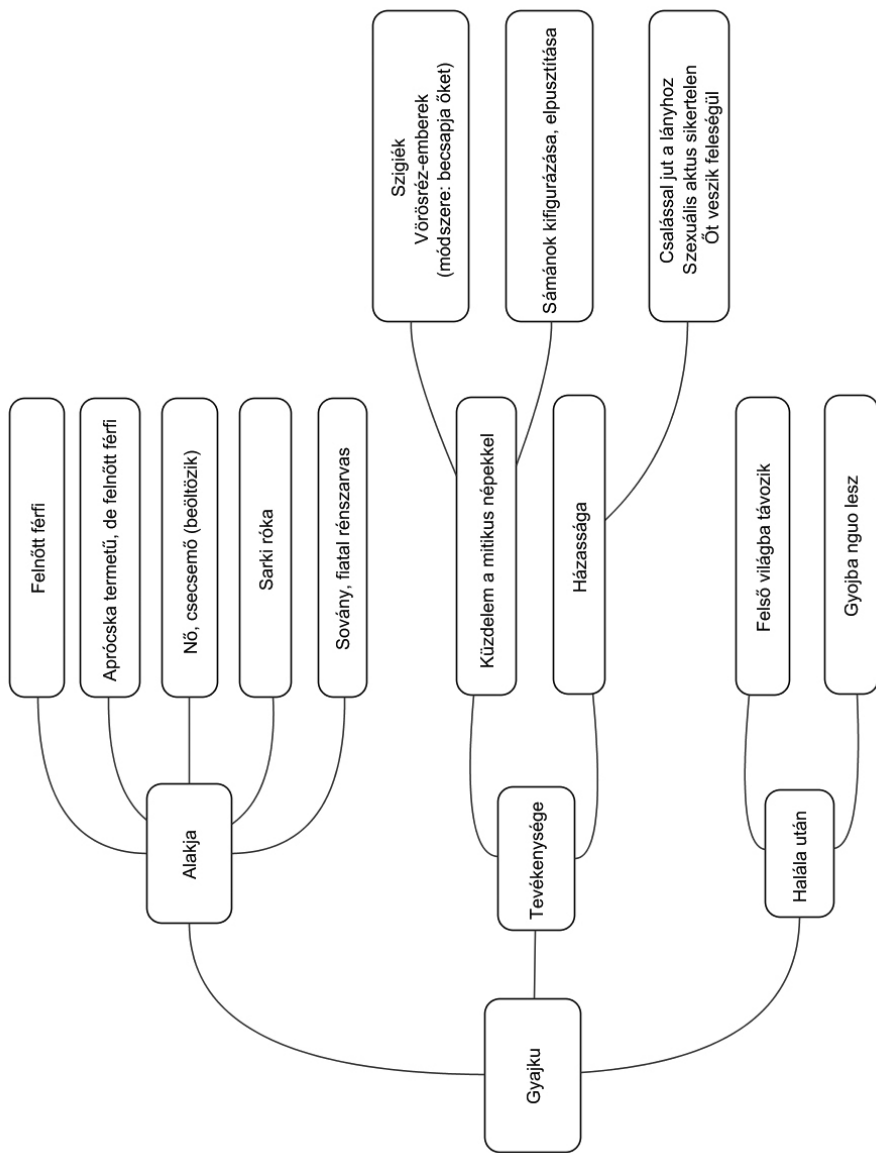 Gyajku
Alakja
Felnőtt férfi
Aprócska termetű, de felnőtt férfi
Nő, csecsemő (beöltözik)
Sarki róka
Sovány, fiatal rénszarvas
Tevékenysége
Küzdelem a mitikus népekkel
Szigiék
Vörösréz-emberek
(módszere: becsapja őket)
Sámánok kifigurázása, elpusztítása
Házassága
Csalással jut a lányhoz
Szexuális aktus sikertelen
Őt veszik feleségül
Halála után
Felső világba távozik
Gyojba nguo lesz